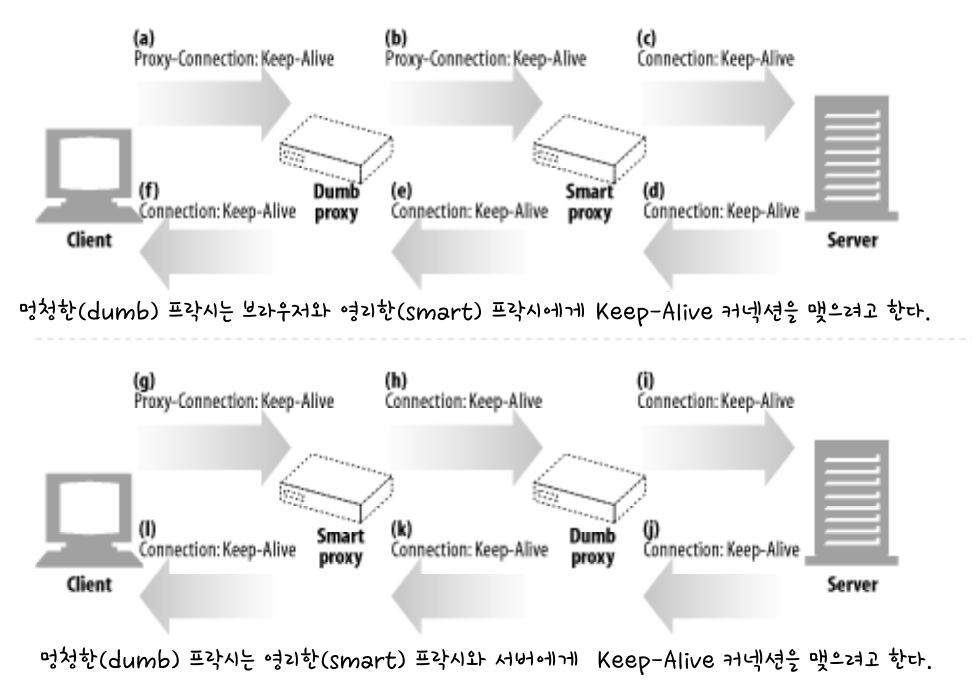 (a) (b) (c)
Proxy-Connection: Keep-Alive Proxy-Connection: Keep-Alive Connection: Keep-Alive
(f) Dumb (e) Smart (d)
Connection: Keep-Alive proxy Connection: Keep-Alive proxy Connection: Keep-Alive
Client Server
멍청한(dumb) 프락시는 브라우저와 영리한(smart) 프락시에게 Keep-Alive 커넥션을 맺으려고 한다.
(g) (h) (i)
Proxy-Connection: Keep-Alive Connection: Keep-Alive Connection: Keep-Alive
(l) Smart (k) Dumb (j)
Connection: Keep-Alive proxy Connection: Keep-Alive proxy Connection: Keep-Alive
Client Server
멍청한(dumb) 프락시는 영리한(smart) 프락시와 서버에게 Keep-Alive 커넥션을 맺으려고 한다.